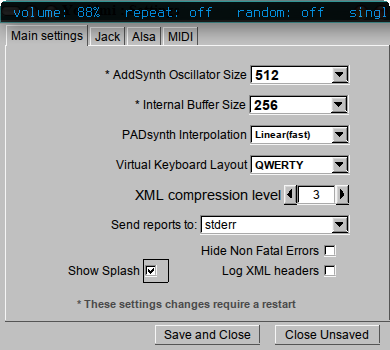 volume: 88% repeat: off random: off singl
Main settings Jack Alsa MIDI
* AddSynth Oscillator Size 512
* Internal Buffer Size 256
PADsynth Interpolation Linear(fast)
Virtual Keyboard Layout QWERTY
XML compression level 3
Send reports to: stderr
Hide Non Fatal Errors
Show Splash Log XML headers
* These settings changes require a restart
Save and Close Close Unsaved